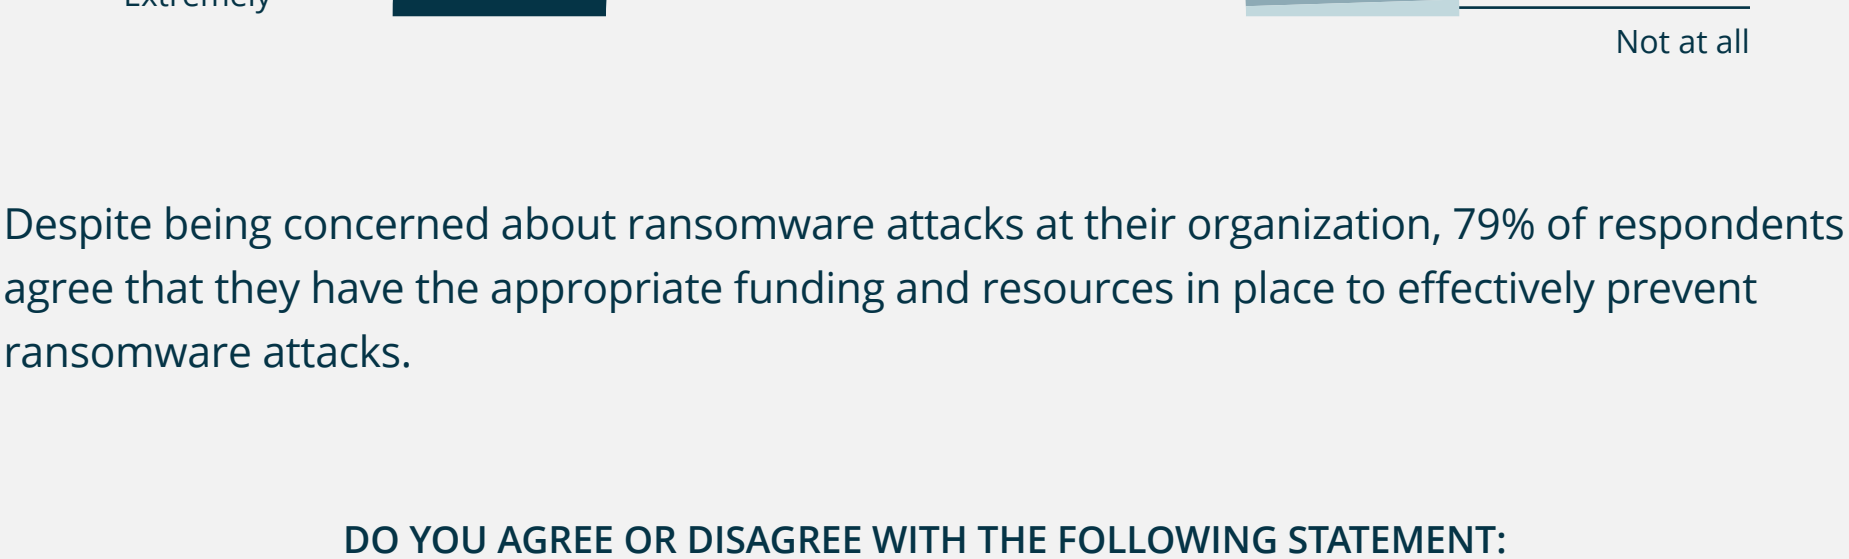 Extremely
Not at all
Despite being concerned about ransomware attacks at their organization, 79% of respondents
agree that they have the appropriate funding and resources in place to effectively prevent
ransomware attacks.
DO YOU AGREE OR DISAGREE WITH THE FOLLOWING STATEMENT: